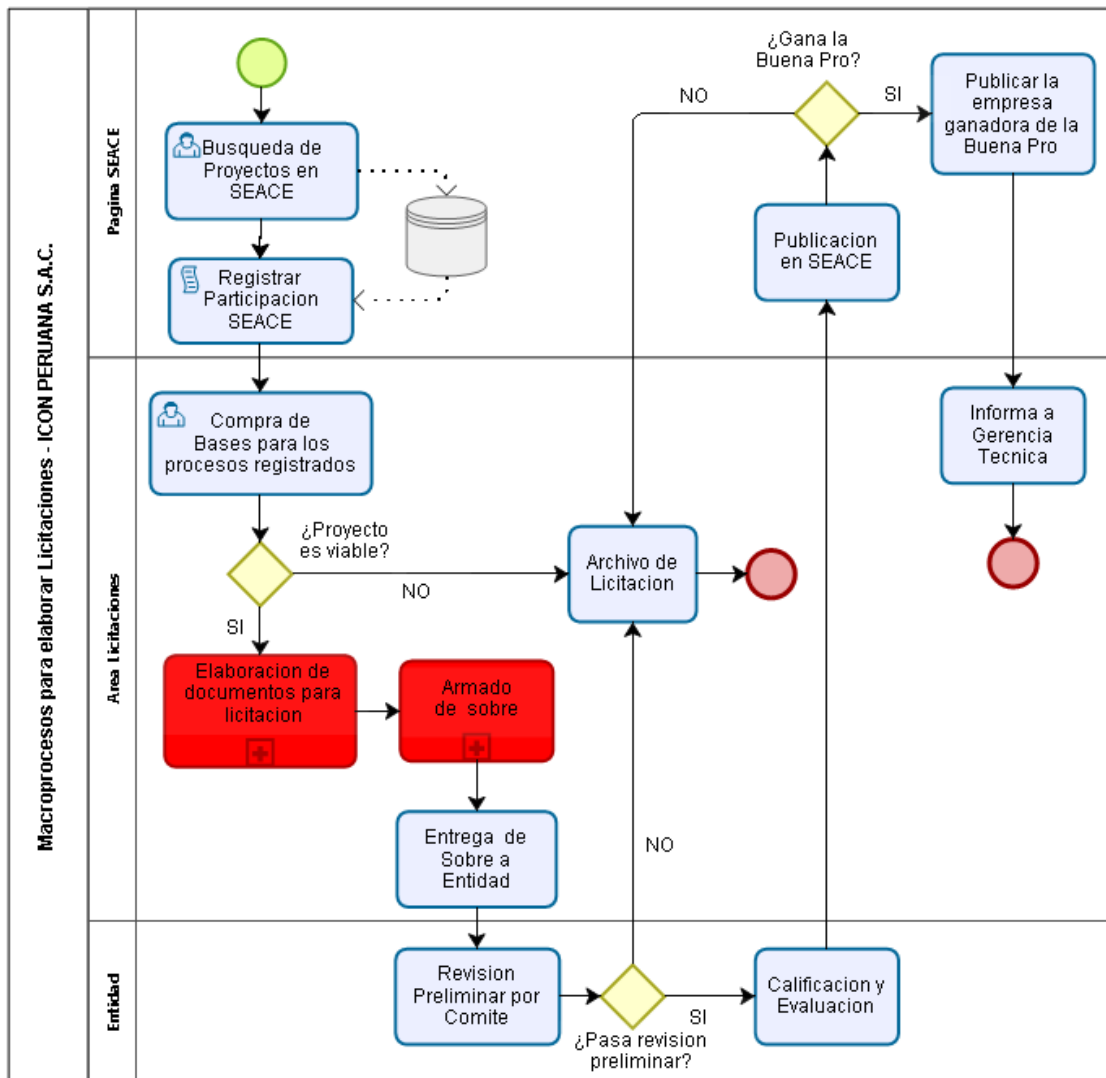 Macroprocesos para elaborar Licitaciones - ICON PERUANA S.A.C.
Pagina SEACE
Busqueda de
Proyectos en
SEACE
Registrar
Participacion
SEACE
¿Gana la
Buena Pro?
NO
SI
Publicar la
empresa
ganadora de la
Buena Pro
Publicacion
en SEACE
Area Licitaciones
Compra de
Bases para los
procesos registrados
¿Proyecto
es viable?
NO
SI
Archivo de
Licitacion
Informa a
Gerencia
Tecnica
Elaboracion de
documentos para
licitacion
Armado
de sobre
Entrega de
Sobre a
Entidad
NO
Entidad
Revision
Preliminar por
Comite
¿Pasa revision
preliminar?
SI
Calificacion y
Evaluacion